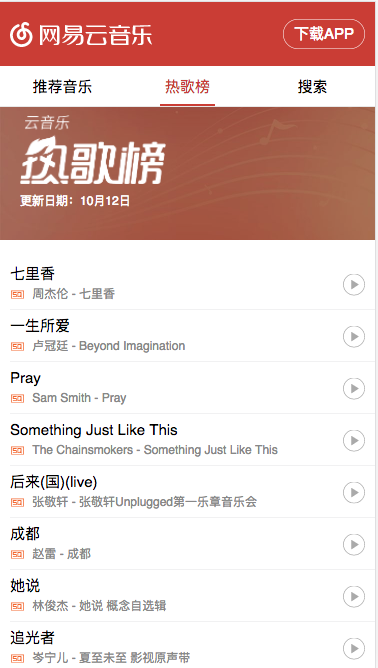 网易云音乐
下载APP
推荐音乐
热歌榜
搜索
云音乐
热歌榜
更新日期：10月12日
七里香
SQ 周杰伦 - 七里香
一生所爱
SQ 卢冠廷 - Beyond Imagination
Pray
SQ Sam Smith - Pray
Something Just Like This
SQ The Chainsmokers - Something Just Like This
后来(国)(live)
SQ 张敬轩 - 张敬轩Unplugged第一乐章音乐会
成都
SQ 赵雷 - 成都
她说
SQ 林俊杰 - 她说 概念自选辑
追光者
SQ 岑宁儿 - 夏至未至 影视原声带